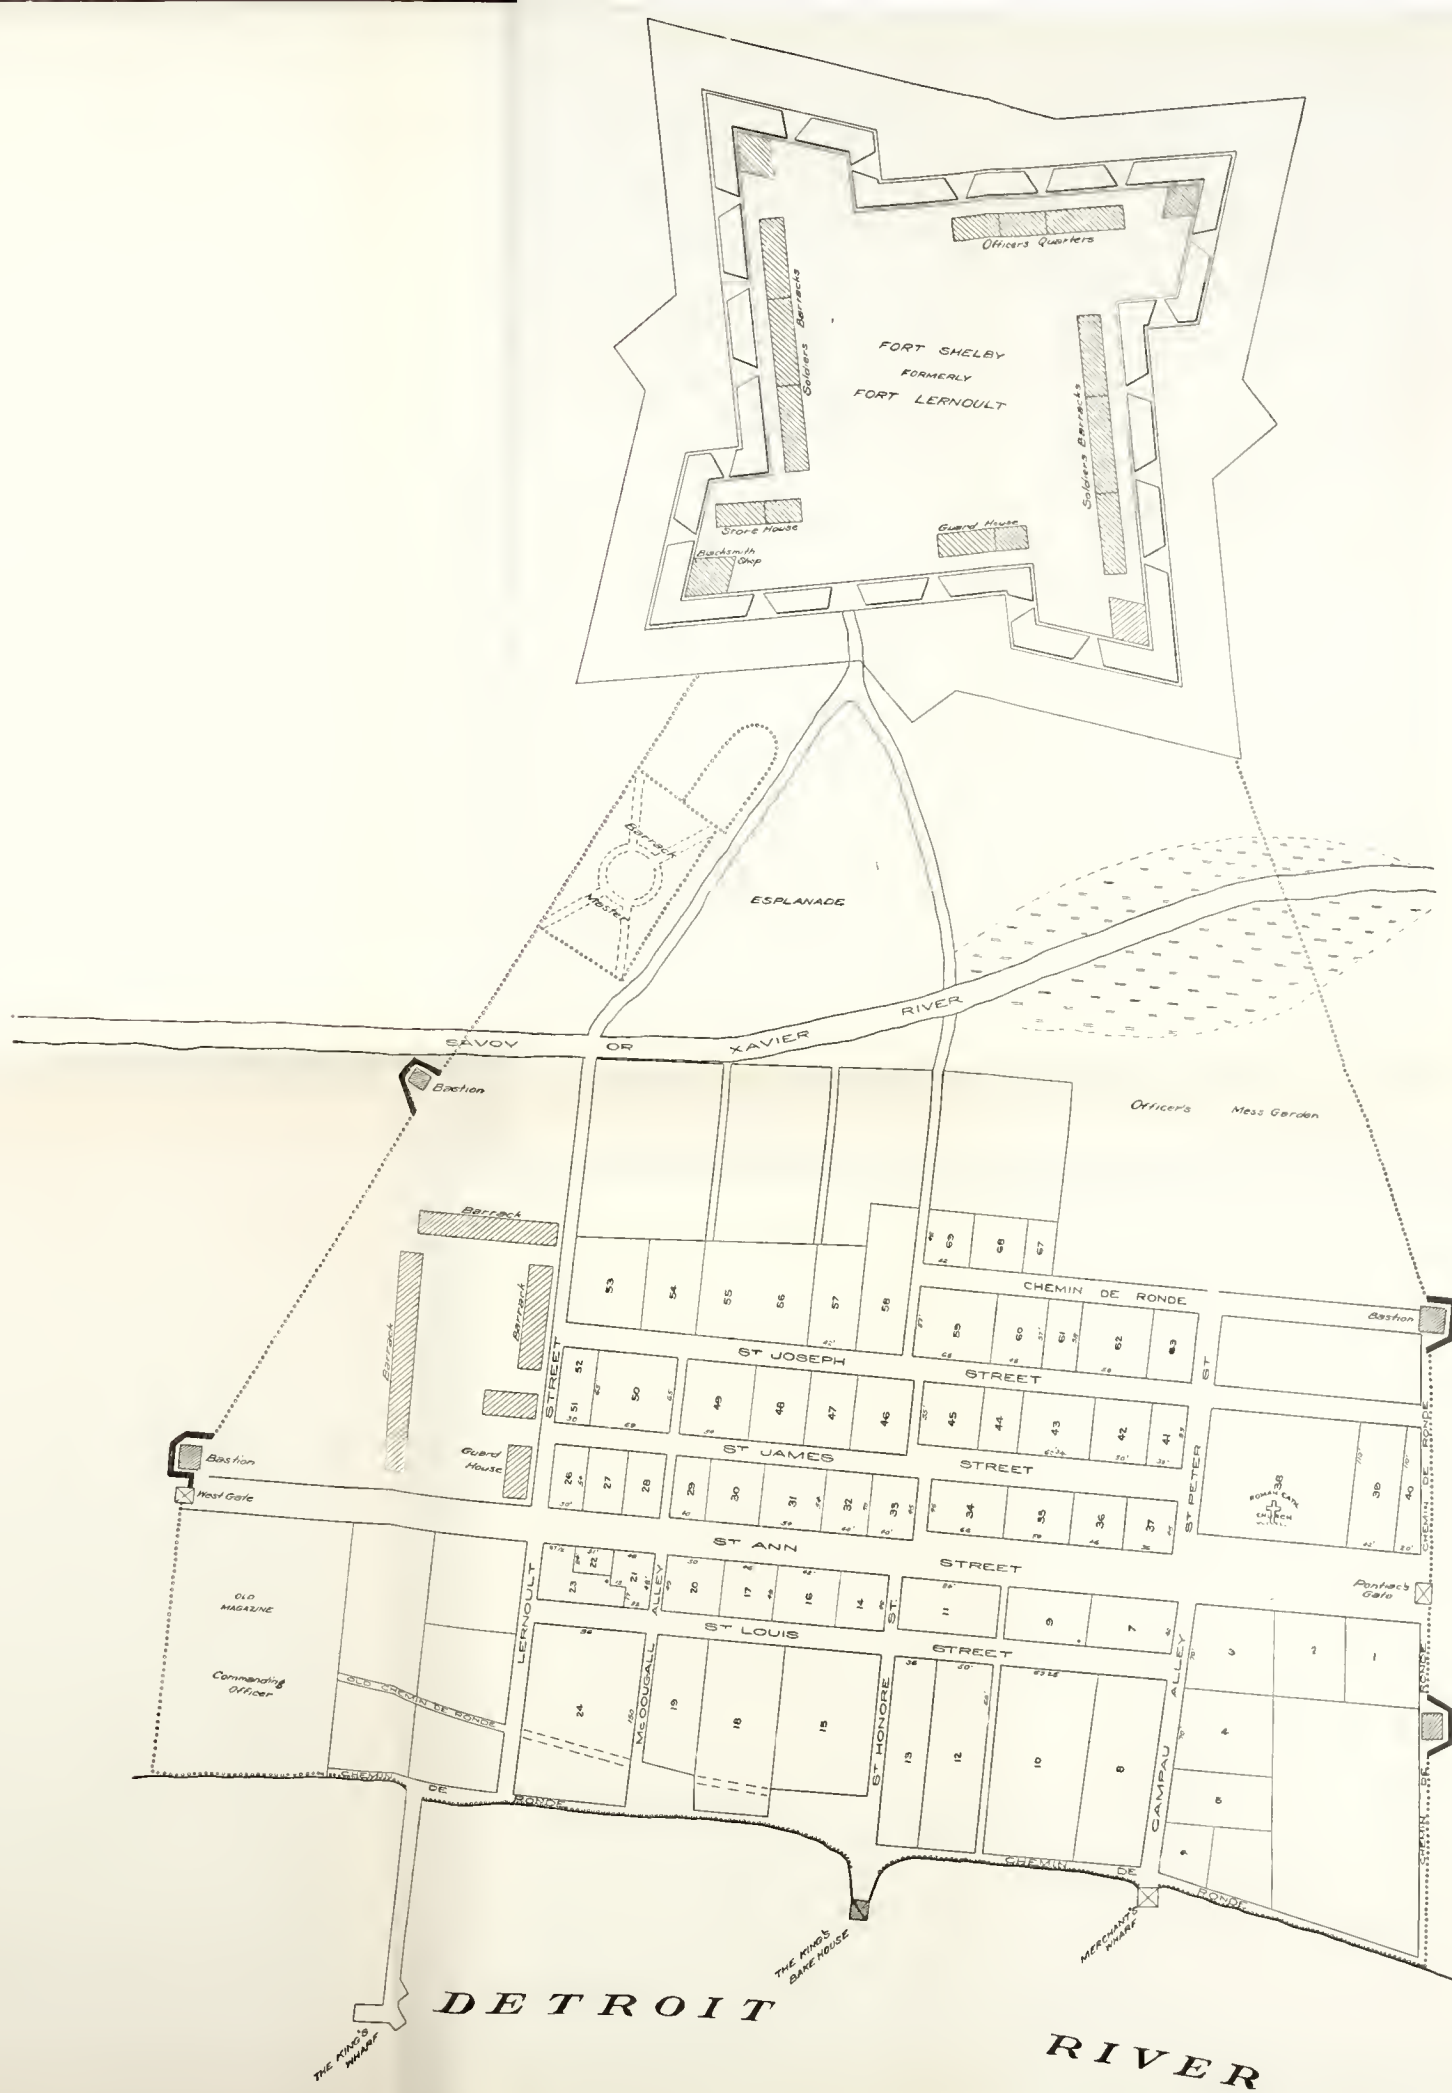 Officers Quarters
Soldiers Barracks
FORT SHELBY
FORMERLY
FORT LERNOULT
Soldiers Barracks
Store House
Guard House
Blacksmith
Shop
Barrack
Master
ESPLANADE
SAVOY OR XAVIER RIVER
Bastion
Officer's Mess Garden
Barrack
Barrack
Barrack
69
68
67
CHEMIN DE RONDE
Bastion
53
54
55
56
57
58
59
60
61
62
63
ST JOSEPH STREET
52
51
50
49
48
47
46
45
44
43
42
41
STREET
ST
Bastion
Guard
House
ST JAMES STREET
West Gate
26
27
28
29
30
31
32
33
34
35
36
37
ST PETER
38
ROMAN CATH.
CHURCH
39
40
CHEMIN DE RONDE
ST ANN STREET
Pontiac's
Gate
OLD
MAGAZINE
Commanding
Officer
LERNOULT
23
22
21
ALLEY
20
17
16
14
ST.
11
9
7
ST LOUIS STREET
3
2
1
OLD CHEMIN DE RONDE
24
150
McDOUGALL
19
18
15
ST HONORE
13
12
10
8
CAMPAU ALLEY
4
5
CHEMIN DE RONDE
CHEMIN DE RONDE
CHEMIN DE RONDE
THE KING'S
BAKE HOUSE
MERCHANT'S
WHARF
THE KING'S
WHARF
DETROIT RIVER